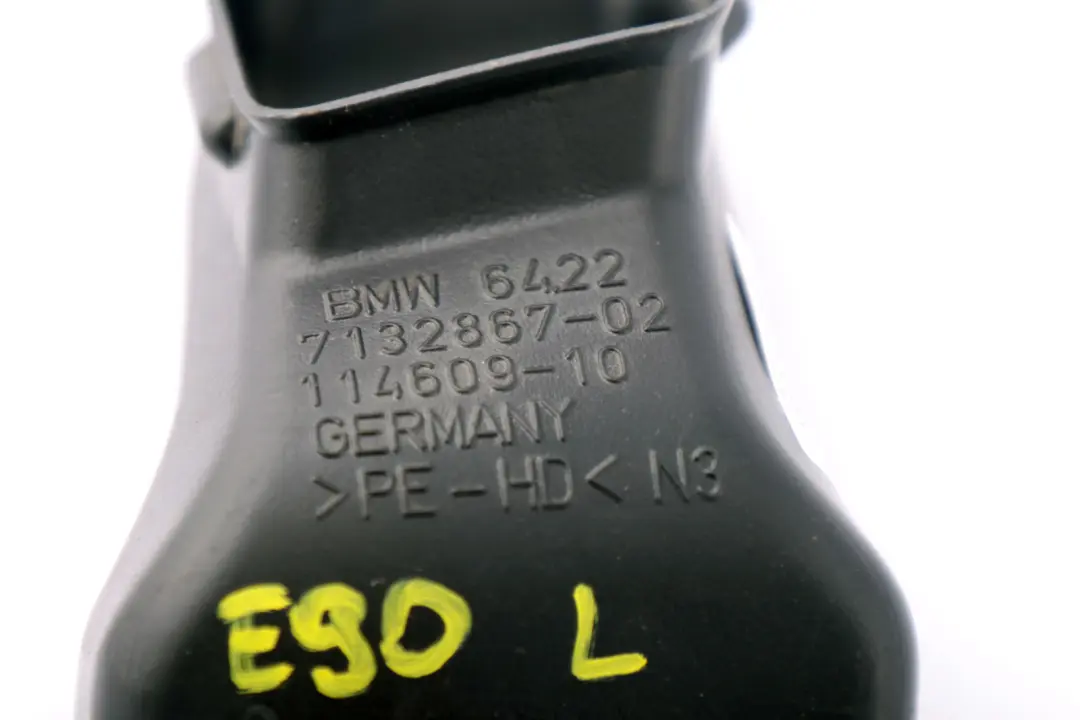 BMW 6422
7132867-02
114609-10
GERMANY
>PE-HD< N3
E90 L